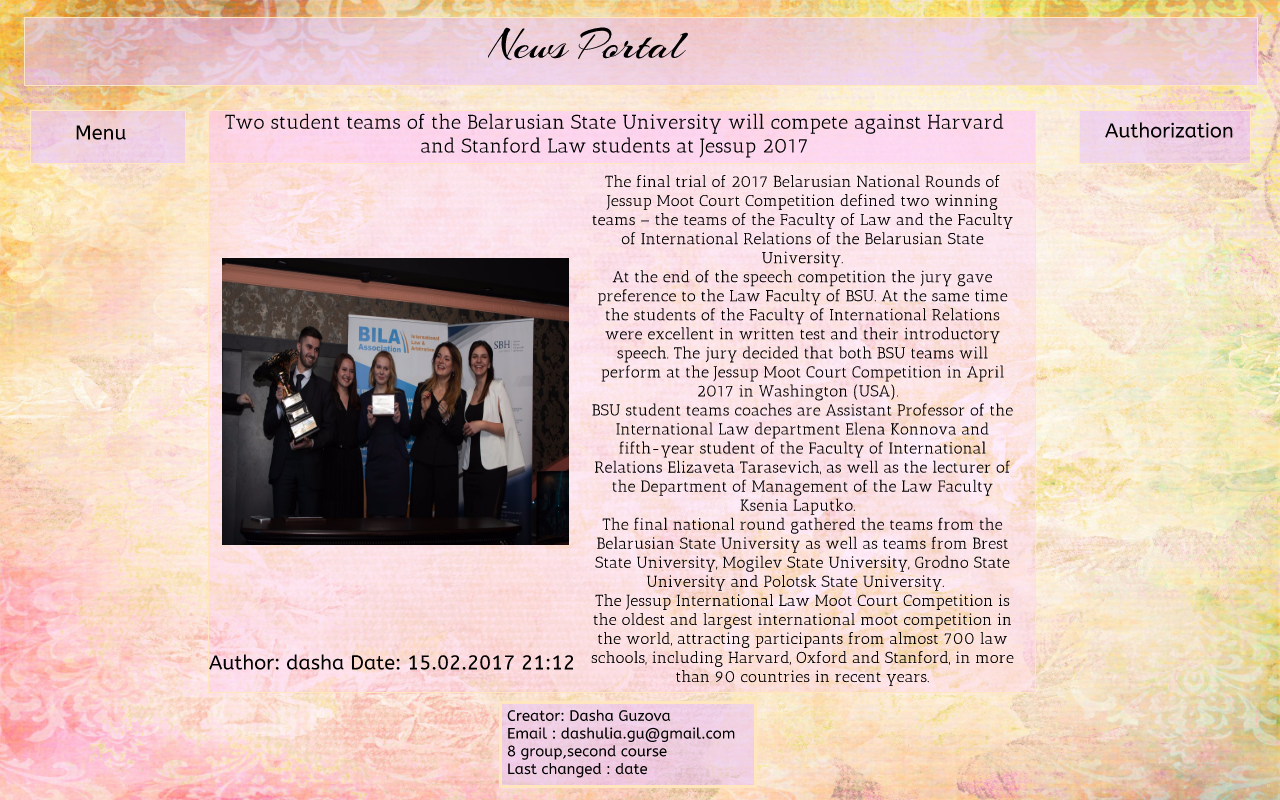 News Portal
Menu
Two student teams of the Belarusian State University will compete against Harvard
and Stanford Law students at Jessup 2017
Authorization
BILA
Association
International
Law &
Arbitration
SBH
The final trial of 2017 Belarusian National Rounds of
Jessup Moot Court Competition defined two winning
teams – the teams of the Faculty of Law and the Faculty
of International Relations of the Belarusian State
University.
At the end of the speech competition the jury gave
preference to the Law Faculty of BSU. At the same time
the students of the Faculty of International Relations
were excellent in written test and their introductory
speech. The jury decided that both BSU teams will
perform at the Jessup Moot Court Competition in April
2017 in Washington (USA).
BSU student teams coaches are Assistant Professor of the
International Law department Elena Konnova and
fifth-year student of the Faculty of International
Relations Elizaveta Tarasevich, as well as the lecturer of
the Department of Management of the Law Faculty
Ksenia Laputko.
The final national round gathered the teams from the
Belarusian State University as well as teams from Brest
State University, Mogilev State University, Grodno State
University and Polotsk State University.
The Jessup International Law Moot Court Competition is
the oldest and largest international moot competition in
the world, attracting participants from almost 700 law
schools, including Harvard, Oxford and Stanford, in more
than 90 countries in recent years.
Author: dasha Date: 15.02.2017 21:12
Creator: Dasha Guzova
Email : dashulia.gu@gmail.com
8 group,second course
Last changed : date